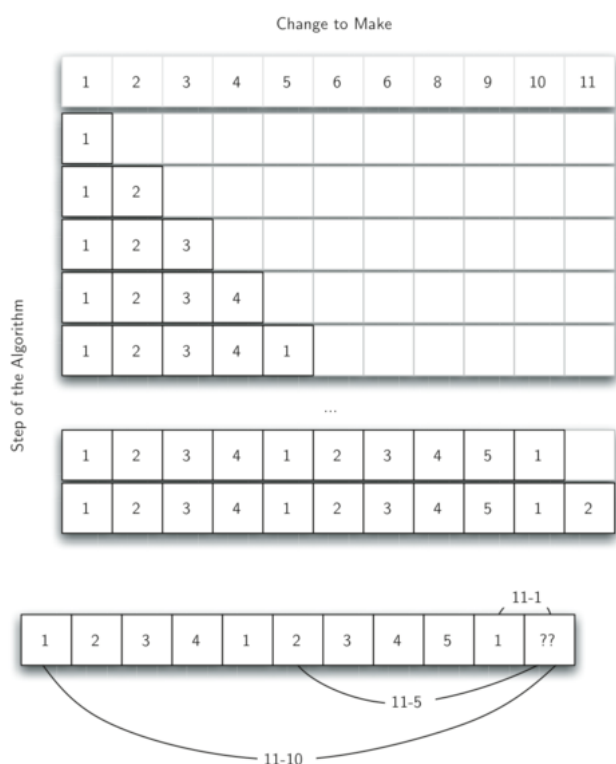 Change to Make
1 2 3 4 5 6 6 8 9 10 11
1
1 2
1 2 3
1 2 3 4
1 2 3 4 1
Step of the Algorithm
...
1 2 3 4 1 2 3 4 5 1
1 2 3 4 1 2 3 4 5 1 2
11-1
1 2 3 4 1 2 3 4 5 1 ??
11-5
11-10